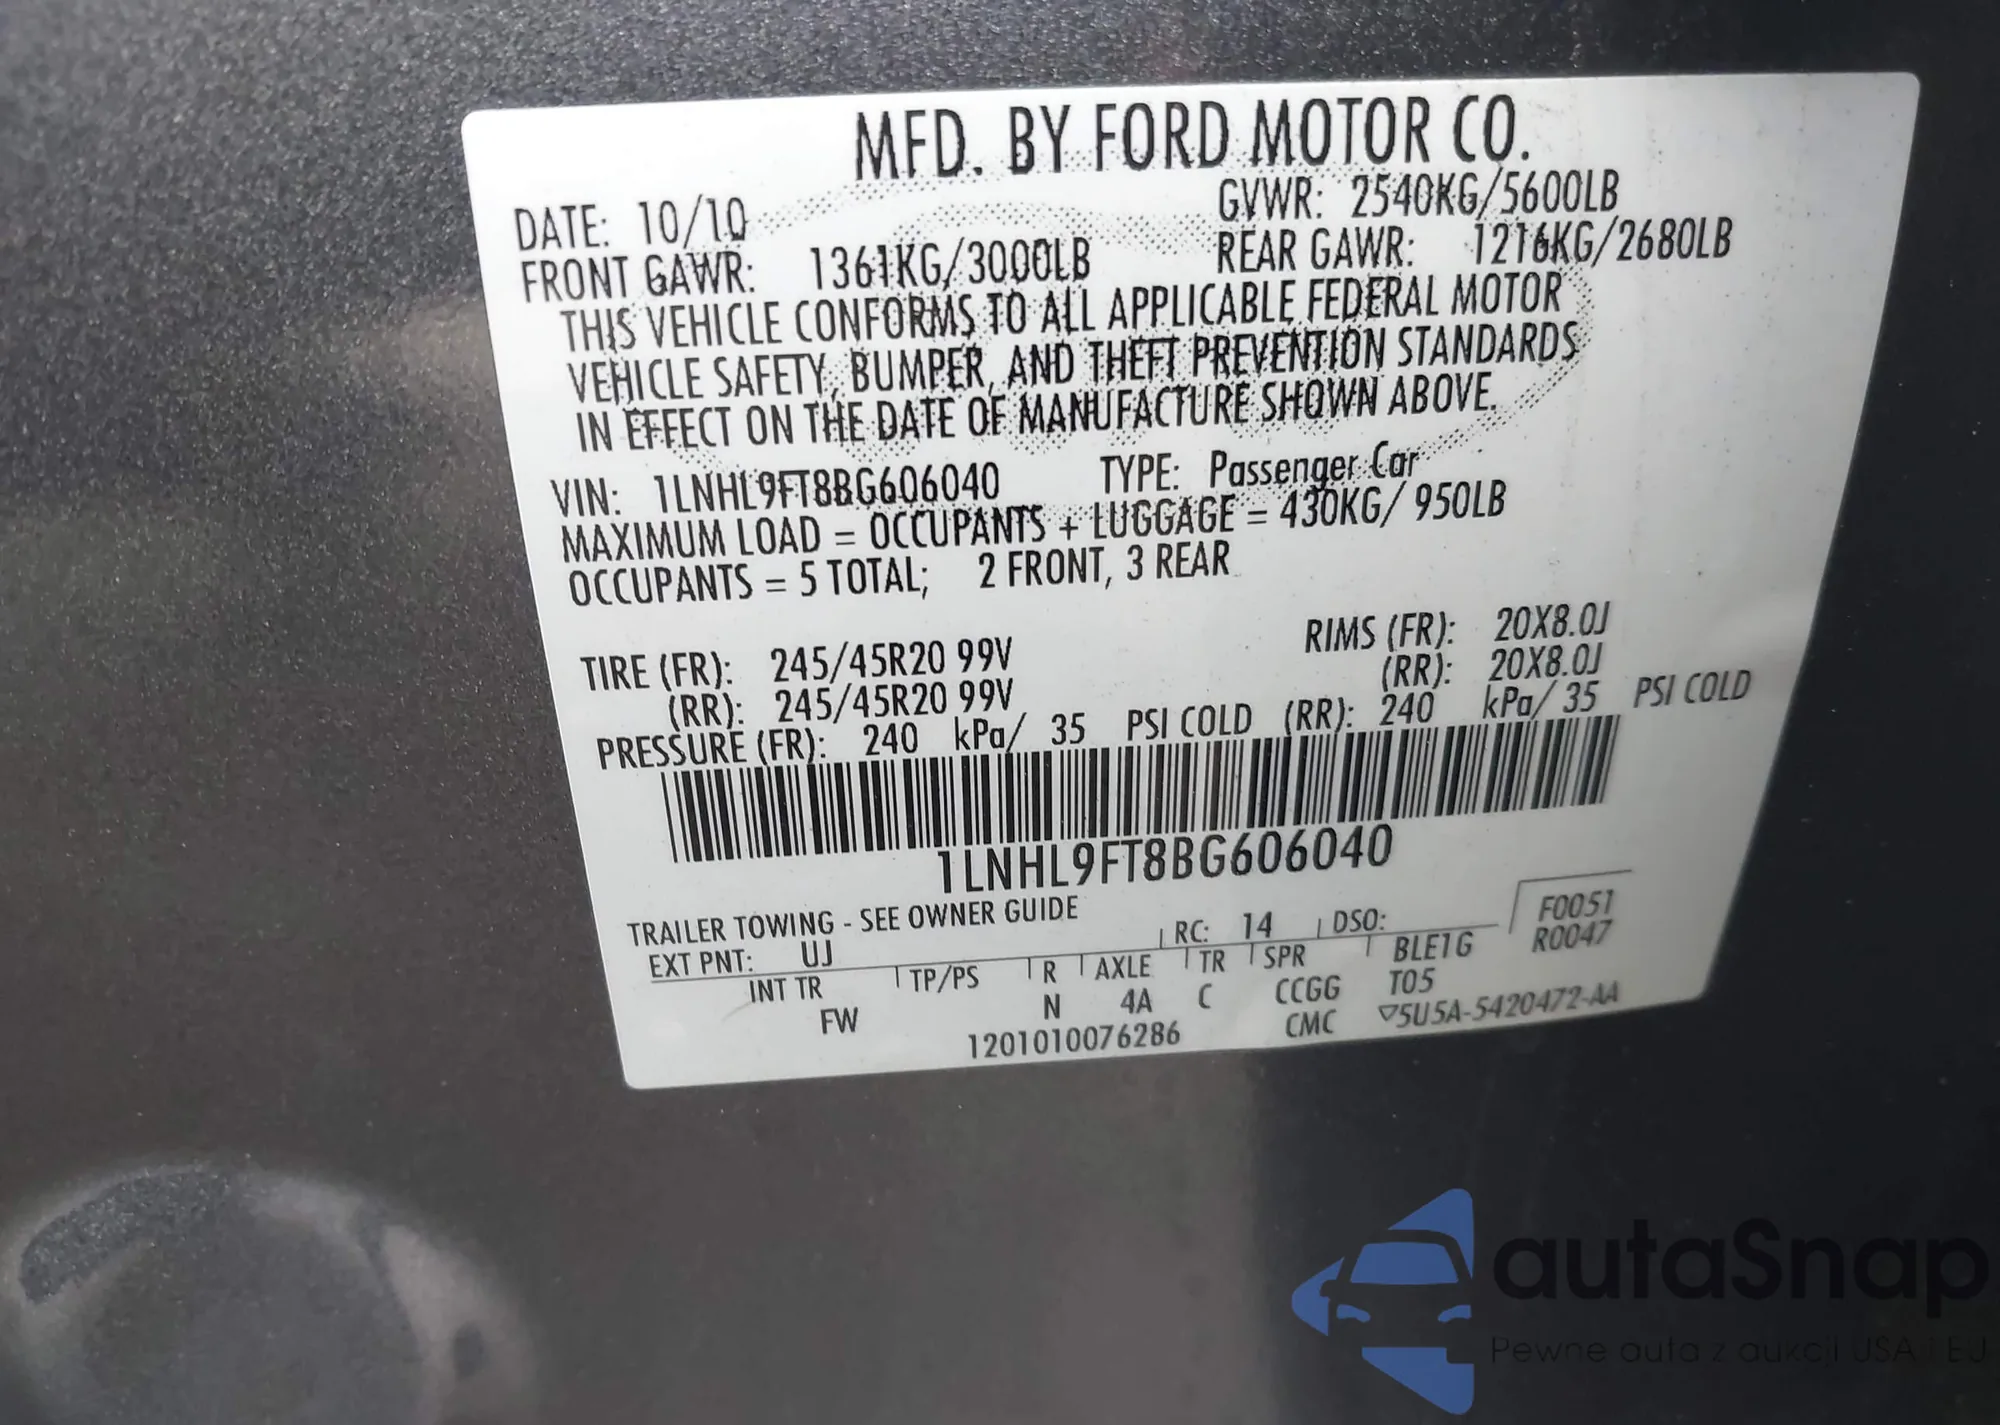 MFD. BY FORD MOTOR CO.
DATE: 10/10 GVWR: 2540KG/5600LB
FRONT GAWR: 1361KG/3000LB REAR GAWR: 1216KG/2680LB
THIS VEHICLE CONFORMS TO ALL APPLICABLE FEDERAL MOTOR
VEHICLE SAFETY, BUMPER, AND THEFT PREVENTION STANDARDS
IN EFFECT ON THE DATE OF MANUFACTURE SHOWN ABOVE.
VIN: 1LNHL9FT8BG606040 TYPE: Passenger Car
MAXIMUM LOAD = OCCUPANTS + LUGGAGE = 430KG/ 950LB
OCCUPANTS = 5 TOTAL; 2 FRONT, 3 REAR
TIRE (FR): 245/45R20 99V RIMS (FR): 20X8.0J
(RR): 245/45R20 99V (RR): 20X8.0J
PRESSURE (FR): 240 kPa/ 35 PSI COLD (RR): 240 kPa/ 35 PSI COLD
1LNHL9FT8BG606040
TRAILER TOWING - SEE OWNER GUIDE
F0051
EXT PNT: UJ RC: 14 DSO: R0047
INT TR TP/PS R AXLE TR SPR BLE1G
FW N 4A C CCGG T05
1201010076286 CMC ▽5U5A-5420472-AA
autaSnap
Pewne auta z aukcji USA i EJ